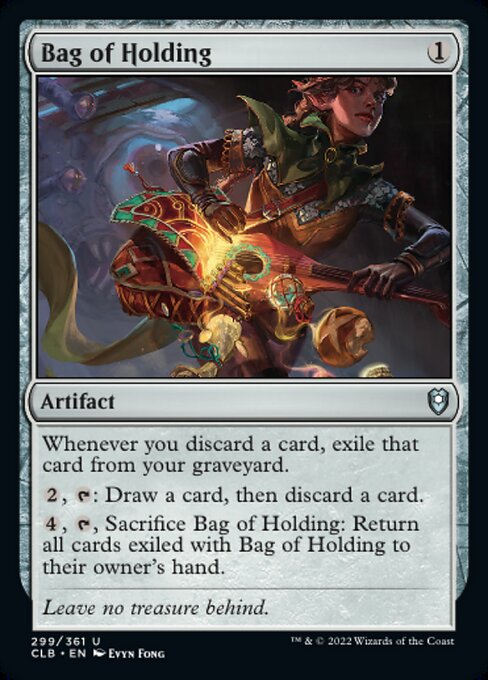 Bag of Holding 1
Artifact
Whenever you discard a card, exile that
card from your graveyard.
2, : Draw a card, then discard a card.
4, , Sacrifice Bag of Holding: Return
all cards exiled with Bag of Holding to
their owner's hand.
Leave no treasure behind.
299/361 U
CLB • EN Evyn Fong
™ & © 2022 Wizards of the Coast